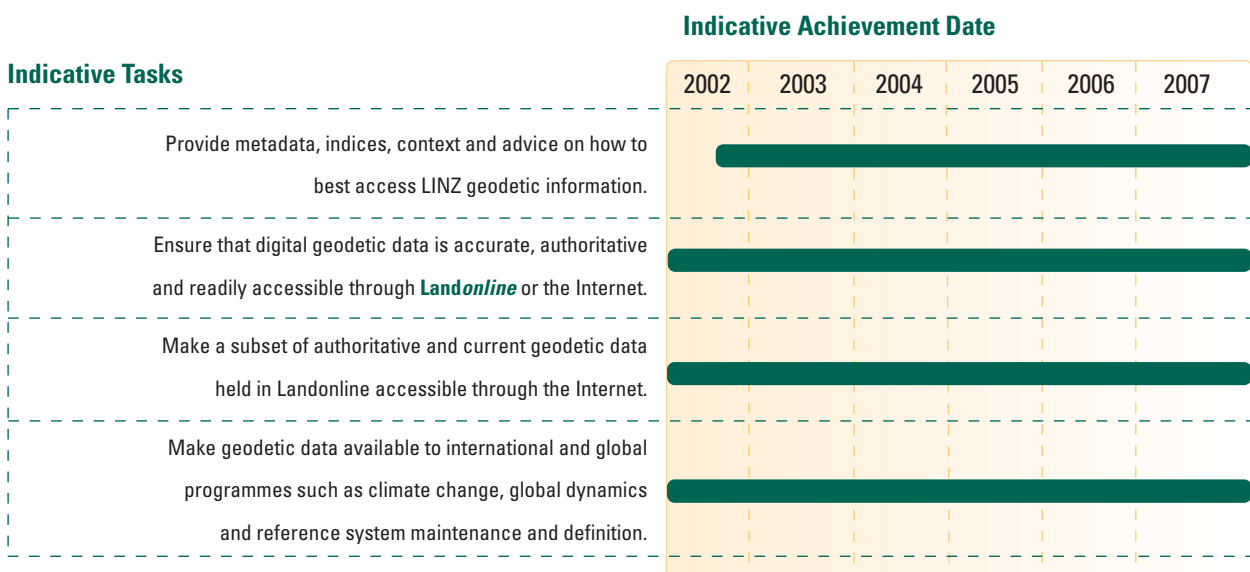 Indicative Achievement Date
Indicative Tasks
2002 2003 2004 2005 2006 2007
Provide metadata, indices, context and advice on how to
best access LINZ geodetic information.
Ensure that digital geodetic data is accurate, authoritative
and readily accessible through Landonline or the Internet.
Make a subset of authoritative and current geodetic data
held in Landonline accessible through the Internet.
Make geodetic data available to international and global
programmes such as climate change, global dynamics
and reference system maintenance and definition.